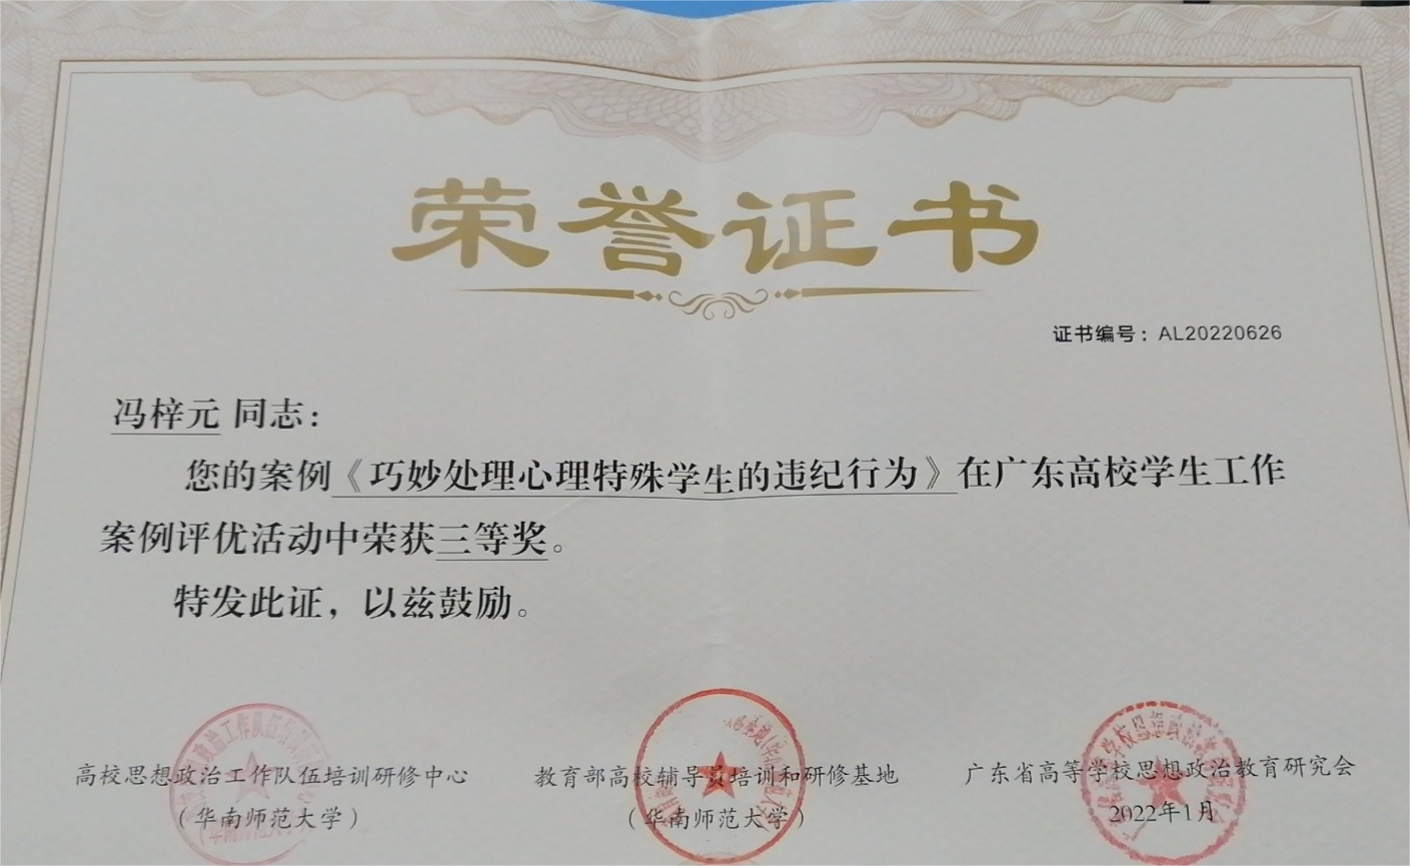 荣誉证书
证书编号：AL20220626
冯梓元 同志：
您的案例《巧妙处理心理特殊学生的违纪行为》在广东高校学生工作
案例评优活动中荣获三等奖。
特发此证，以兹鼓励。
高校思想政治工作队伍培训研修中心
（华南师范大学）
教育部高校辅导员培训和研修基地
（华南师范大学）
广东省高等学校思想政治教育研究会
2022年1月